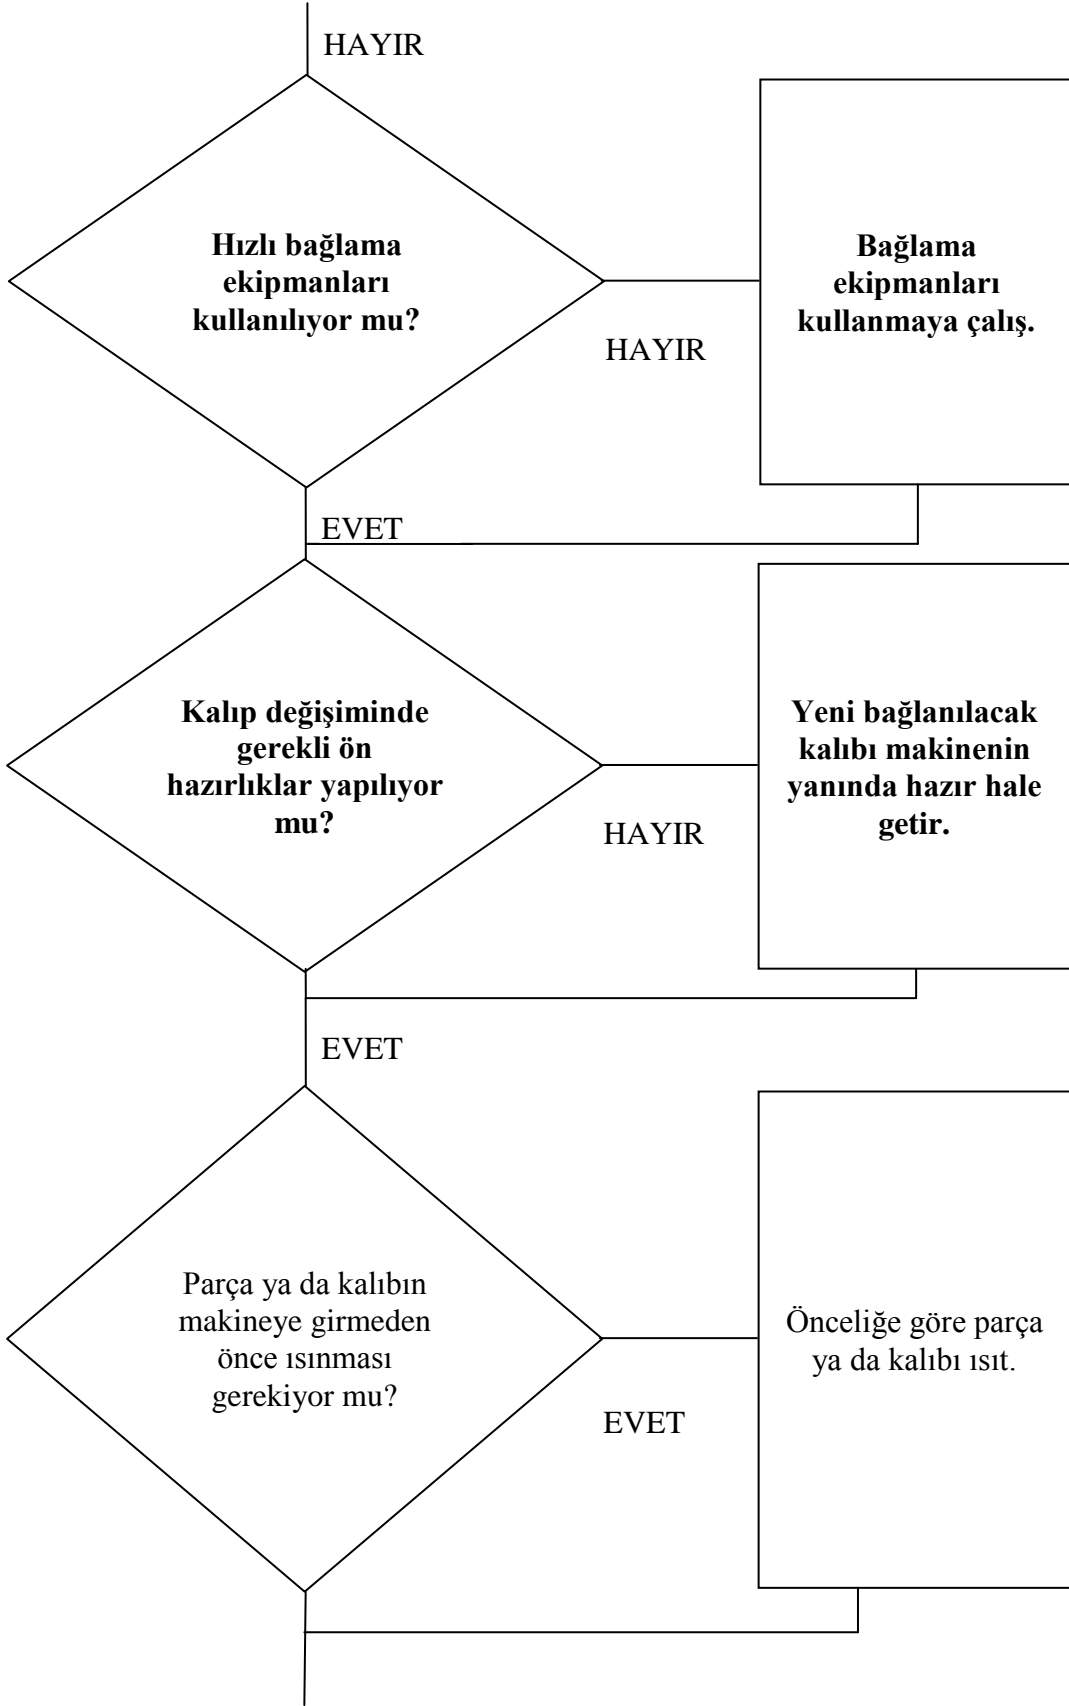 HAYIR
Hızlı bağlama
ekipmanları
kullanılıyor mu?
HAYIR
Bağlama
ekipmanları
kullanmaya çalış.
EVET
Kalıp değişiminde
gerekli ön
hazırlıklar yapılıyor
mu?
HAYIR
Yeni bağlanılacak
kalıbı makinenin
yanında hazır hale
getir.
EVET
Parça ya da kalıbın
makineye girmeden
önce ısınması
gerekiyor mu?
EVET
Önceliğe göre parça
ya da kalıbı ısıt.